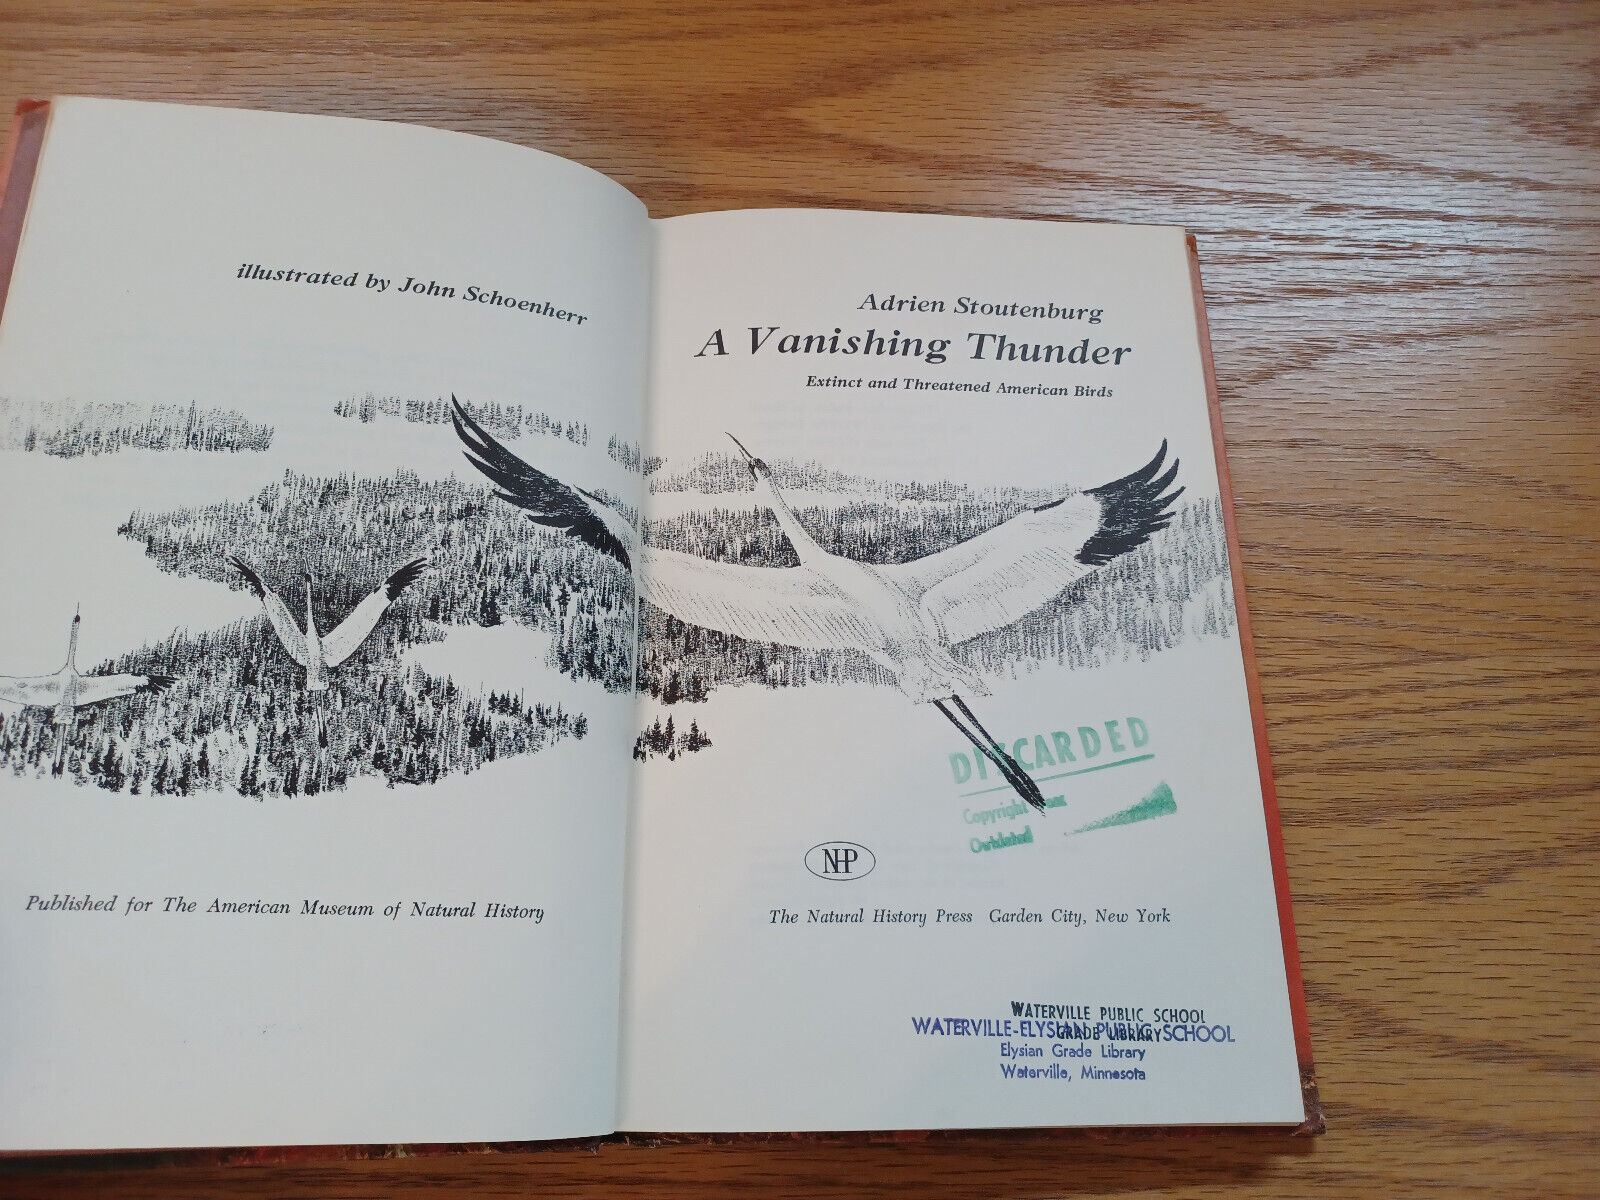 illustrated by John Schoenherr
Published for The American Museum of Natural History
Adrien Stoutenburg
A Vanishing Thunder
Extinct and Threatened American Birds
DISCARDED
Copyright
Outdated
NHP
The Natural History Press Garden City, New York
WATERVILLE PUBLIC SCHOOL
GRADE LIBRARY
WATERVILLE-ELYSIAN PUBLIC SCHOOL
Elysian Grade Library
Waterville, Minnesota